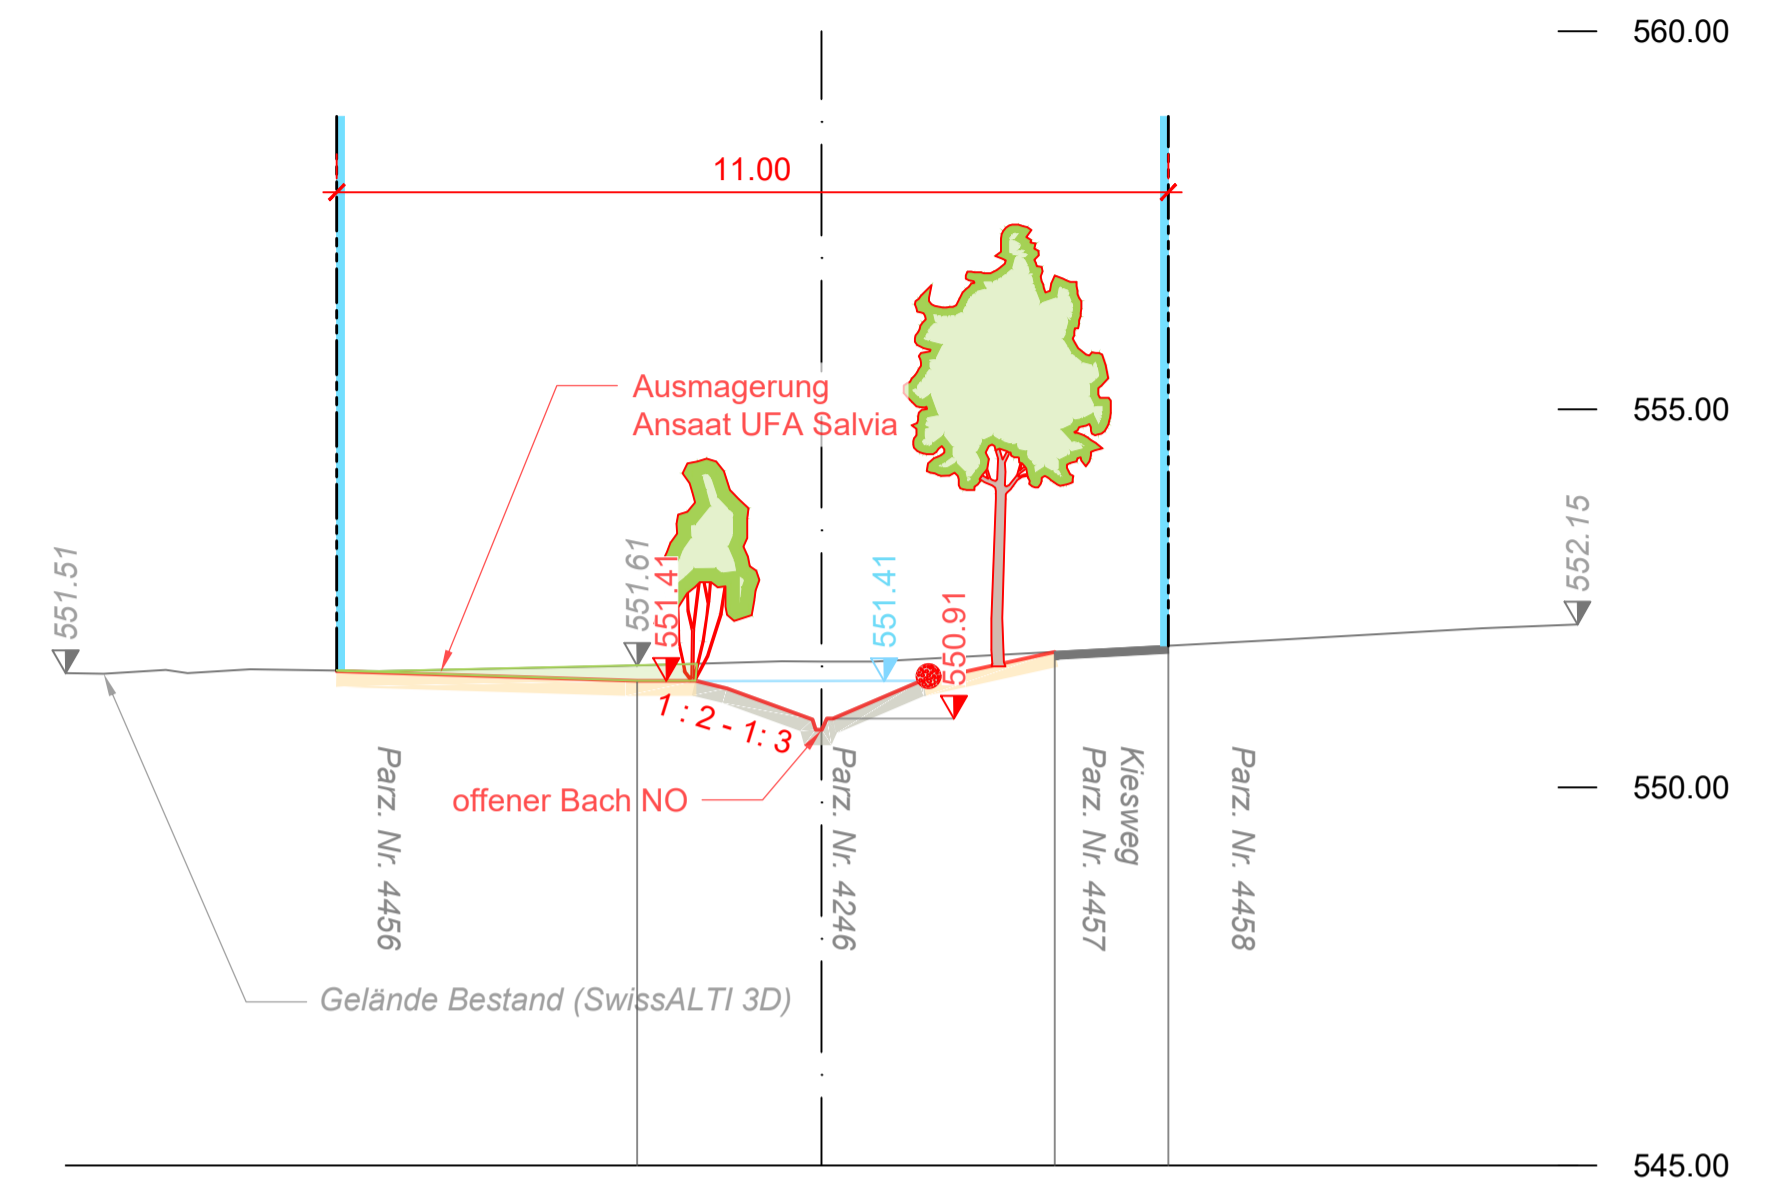 560.00
11.00
Ausmagerung
Ansaat UFA Salvia
555.00
551.51
551.61
551.41
551.41
550.91
552.15
1 : 2 - 1: 3
offener Bach NO
550.00
Parz. Nr. 4456
Parz. Nr. 4246
Kiesweg
Parz. Nr. 4457
Parz. Nr. 4458
Gelände Bestand (SwissALTI 3D)
545.00